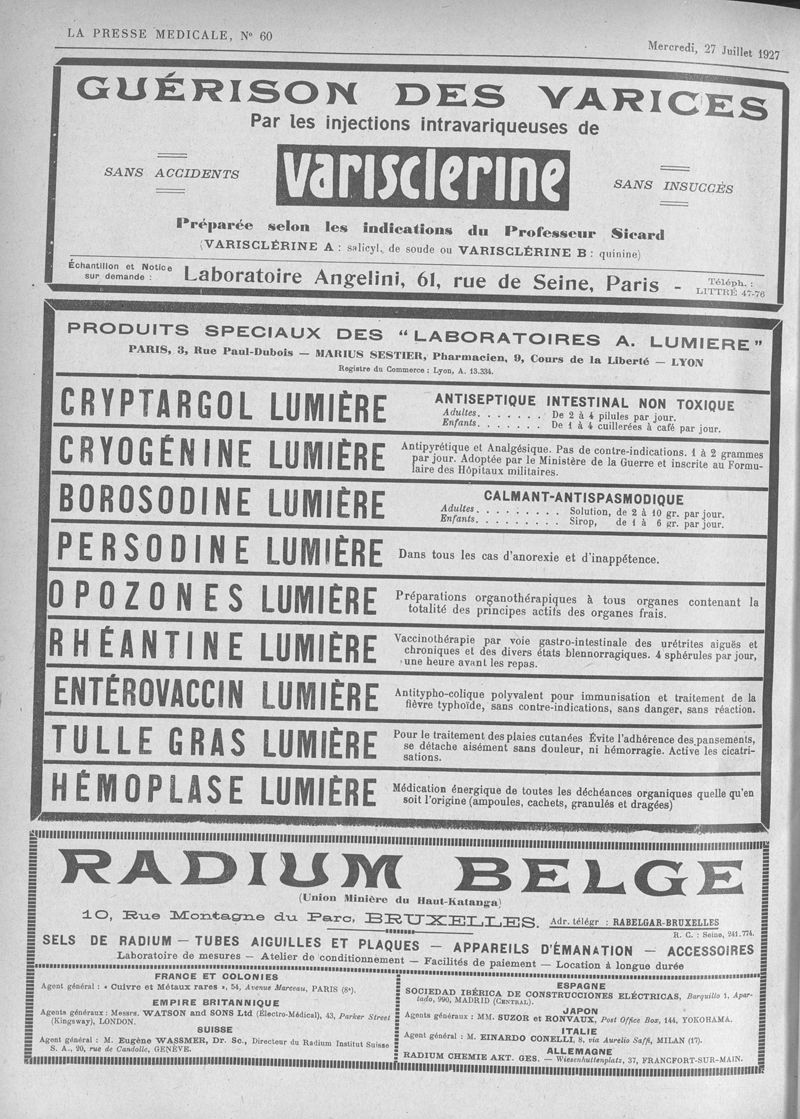 LA PRESSE MEDICALE, N° 60
Mercredi, 27 Juillet 1927
GUÉRISON DES VARICES
Par les injections intravariqueuses de
SANS ACCIDENTS
varisclerine
SANS INSUCCÈS
Préparée selon les indications du Professeur Sicard
(VARISCLÉRINE A : salicyl. de soude ou VARISCLÉRINE B : quinine)
Échantillon et Notice
sur demande :
Laboratoire Angelini, 61, rue de Seine, Paris -
Téléph. :
LITTRÉ 47-76
PRODUITS SPECIAUX DES "LABORATOIRES A. LUMIERE"
PARIS, 3, Rue Paul-Dubois — MARIUS SESTIER, Pharmacien, 9, Cours de la Liberté — LYON
Registre du Commerce : Lyon, A. 13.334.
CRYPTARGOL LUMIÈRE
ANTISEPTIQUE INTESTINAL NON TOXIQUE
Adultes. . . . . . . De 2 à 4 pilules par jour.
Enfants. . . . . . . De 1 à 4 cuillerées à café par jour.
CRYOGÉNINE LUMIÈRE
Antipyrétique et Analgésique. Pas de contre-indications. 1 à 2 grammes
par jour. Adoptée par le Ministère de la Guerre et inscrite au Formu-
laire des Hôpitaux militaires.
BOROSODINE LUMIÈRE
CALMANT-ANTISPASMODIQUE
Adultes . . . . . . . . . Solution, de 2 à 10 gr. par jour.
Enfants. . . . . . . . . Sirop, de 1 à 6 gr. par jour.
PERSODINE LUMIÈRE
Dans tous les cas d'anorexie et d'inappétence.
OPOZONES LUMIÈRE
Préparations organothérapiques à tous organes contenant la
totalité des principes actifs des organes frais.
RHÉANTINE LUMIÈRE
Vaccinothérapie par voie gastro-intestinale des urétrites aiguës et
chroniques et des divers états blennorragiques. 4 sphérules par jour,
une heure avant les repas.
ENTÉROVACCIN LUMIÈRE
Antitypho-colique polyvalent pour immunisation et traitement de la
fièvre typhoïde, sans contre-indications, sans danger, sans réaction.
TULLE GRAS LUMIÈRE
Pour le traitement des plaies cutanées Évite l'adhérence des pansements,
se détache aisément sans douleur, ni hémorragie. Active les cicatri-
sations.
HÉMOPLASE LUMIÈRE
Médication énergique de toutes les déchéances organiques quelle qu'en
soit l'origine (ampoules, cachets, granulés et dragées)
RADIUM BELGE
(Union Minière du Haut-Katanga)
10, Rue Montagne du Parc, BRUXELLES. Adr. télégr : RABELGAR-BRUXELLES
R. C. : Seine, 241.774.
SELS DE RADIUM — TUBES AIGUILLES ET PLAQUES — APPAREILS D'ÉMANATION — ACCESSOIRES
Laboratoire de mesures — Atelier de conditionnement — Facilités de paiement — Location à longue durée
FRANCE ET COLONIES
Agent général : « Cuivre et Métaux rares », 54, Avenue Marceau, PARIS (8e).
EMPIRE BRITANNIQUE
Agents généraux : Messrs. WATSON and SONS Ltd (Electro-Médical), 43, Parker Street
(Kingsway), LONDON.
SUISSE
Agent général : M. Eugène WASSMER, Dr. Sc., Directeur du Radium Institut Suisse
S. A., 20, rue de Candolle, GENÈVE.
ESPAGNE
SOCIEDAD IBÉRICA DE CONSTRUCCIONES ELÉCTRICAS, Barquillo 1, Apar-
tado, 990, MADRID (CENTRAL).
JAPON
Agents généraux : MM. SUZOR et RONVAUX, Post Office Box, 144, YOKOHAMA.
ITALIE
Agent général : M. EINARDO CONELLI, 8, via Aurelio Saffi, MILAN (17).
ALLEMAGNE
RADIUM CHEMIE AKT. GES. — Wiesenhuttenplatz, 37, FRANCFORT-SUR-MAIN.